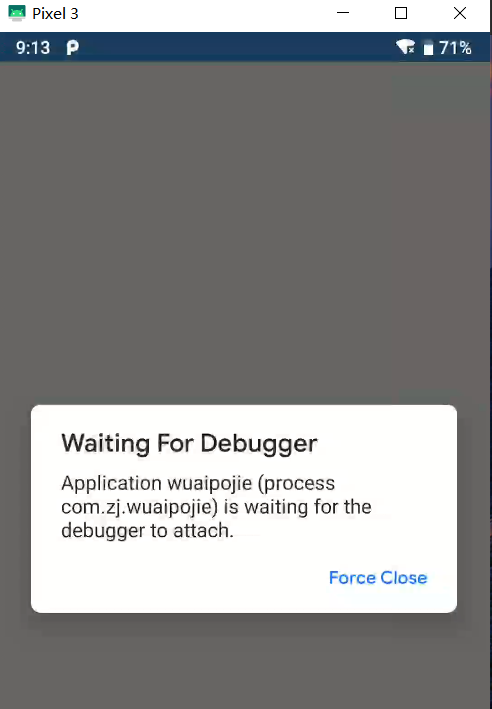 Pixel 3
9:13 71%
Waiting For Debugger
Application wuaipojie (process
com.zj.wuaipojie) is waiting for the
debugger to attach.
Force Close